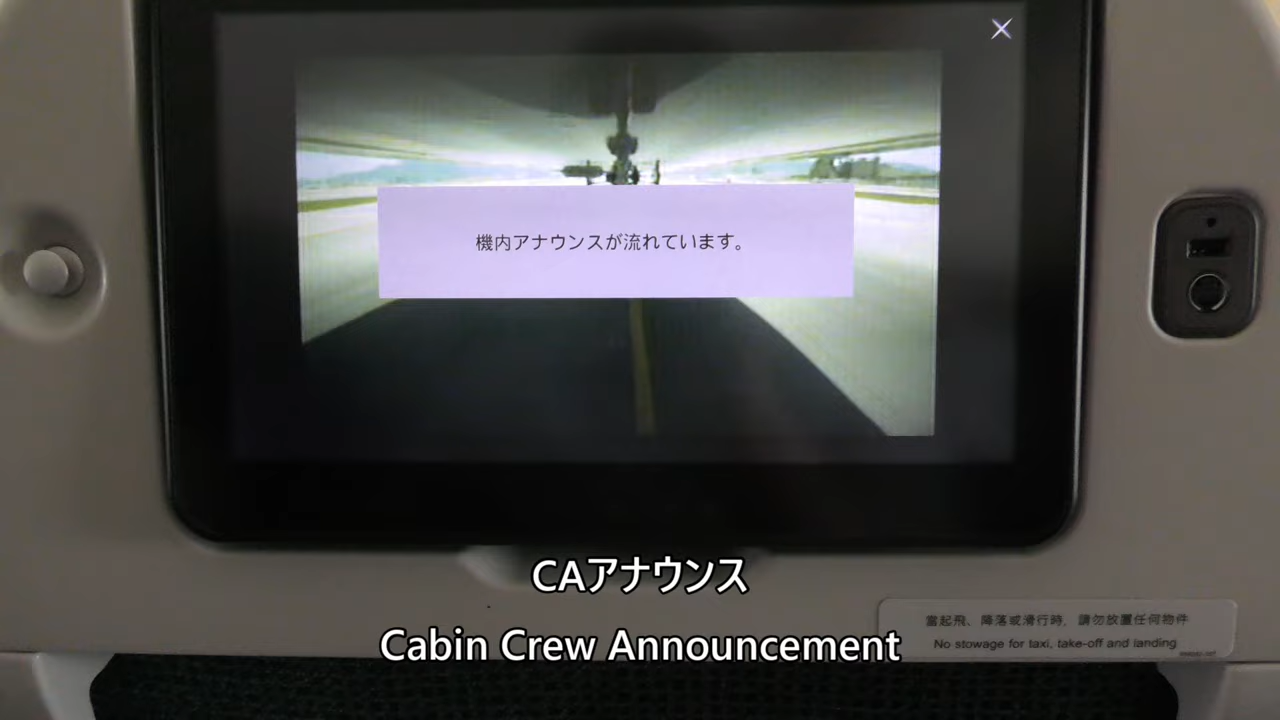 機内アナウンスが流れています。
CAアナウンス
Cabin Crew Announcement
當起飛、降落或滑行時，請勿放置任何物件
No stowage for taxi, take-off and landing